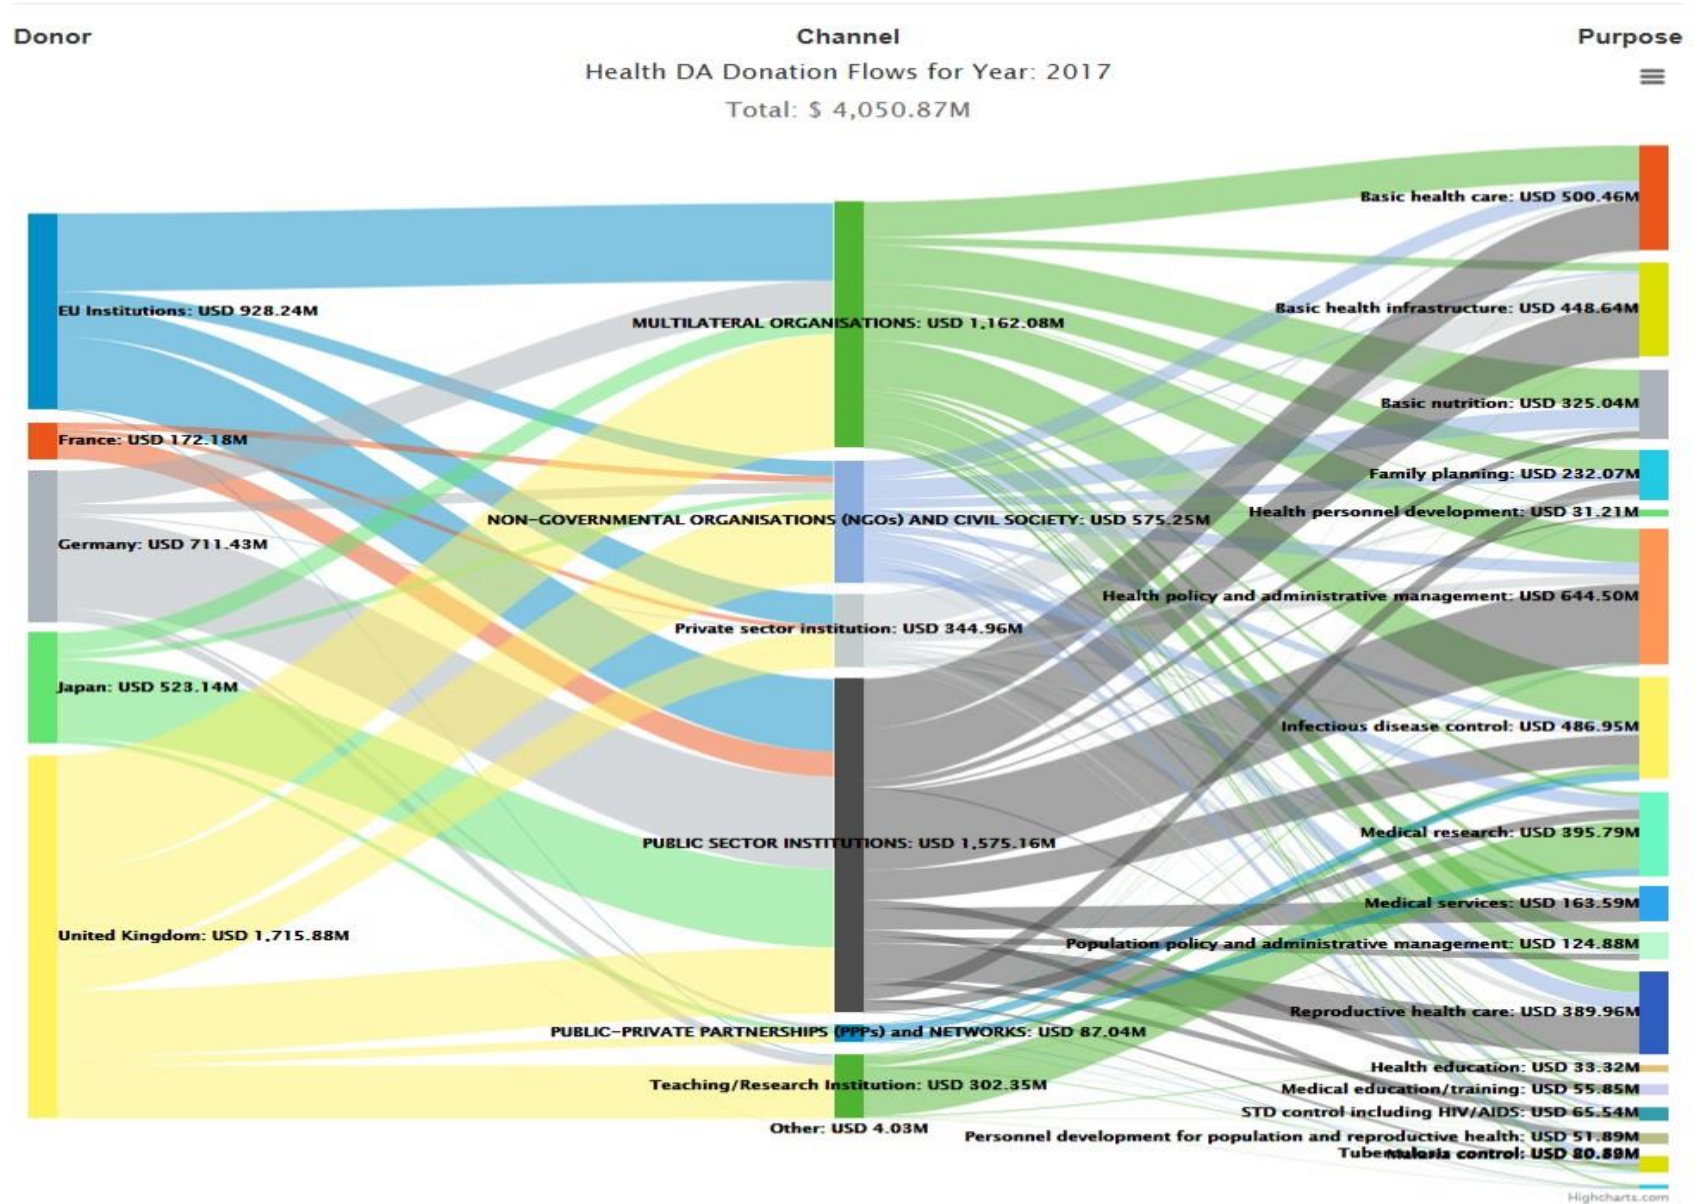 Donor
Channel
Purpose
Health DA Donation Flows for Year: 2017
Total: $ 4,050.87M
EU Institutions: USD 928.24M
France: USD 172.18M
Germany: USD 711.43M
Japan: USD 523.14M
United Kingdom: USD 1,715.88M
MULTILATERAL ORGANISATIONS: USD 1,162.08M
NON-GOVERNMENTAL ORGANISATIONS (NGOs) AND CIVIL SOCIETY: USD 575.25M
Private sector institution: USD 344.96M
PUBLIC SECTOR INSTITUTIONS: USD 1,575.16M
PUBLIC-PRIVATE PARTNERSHIPS (PPPs) and NETWORKS: USD 87.04M
Teaching/Research Institution: USD 302.35M
Other: USD 4.03M
Basic health care: USD 500.46M
Basic health infrastructure: USD 448.64M
Basic nutrition: USD 325.04M
Family planning: USD 232.07M
Health personnel development: USD 31.21M
Health policy and administrative management: USD 644.50M
Infectious disease control: USD 486.95M
Medical research: USD 395.79M
Medical services: USD 163.59M
Population policy and administrative management: USD 124.88M
Reproductive health care: USD 389.96M
Health education: USD 33.32M
Medical education/training: USD 55.85M
STD control including HIV/AIDS: USD 65.54M
Personnel development for population and reproductive health: USD 51.89M
control: USD
Highcharts.com